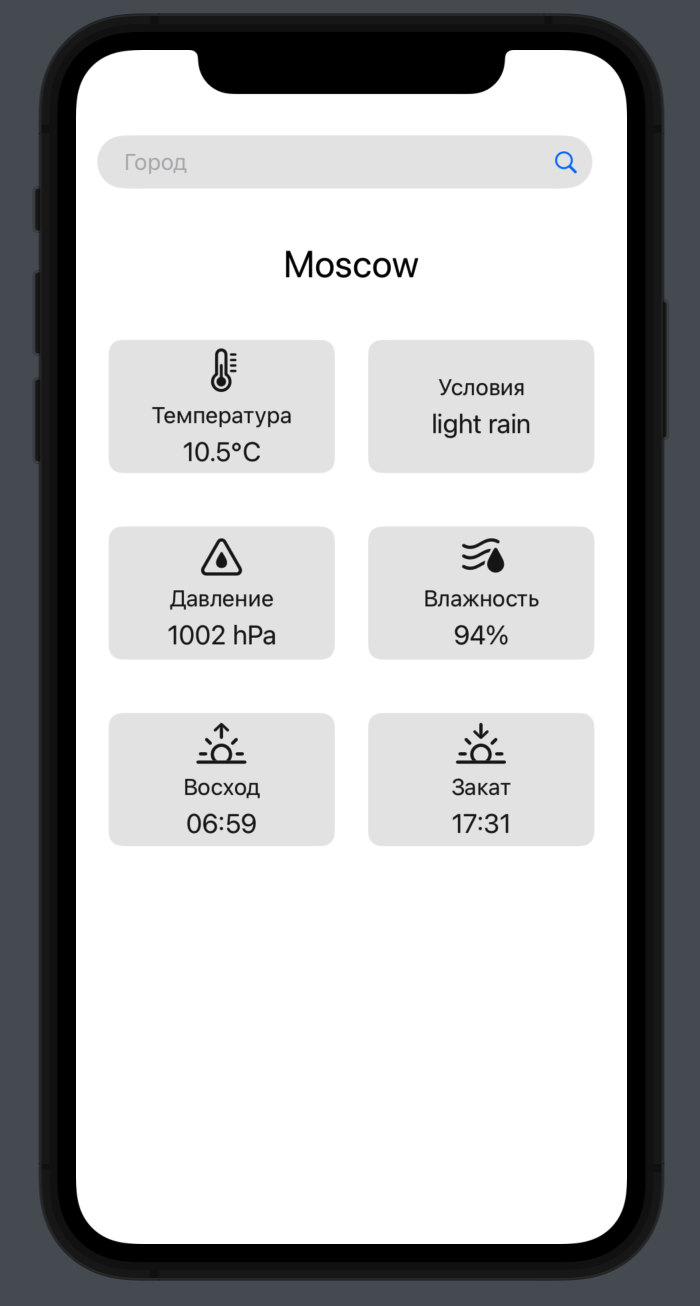 Город
Moscow
Температура
10.5°C
Условия
light rain
Давление
1002 hPa
Влажность
94%
Восход
06:59
Закат
17:31